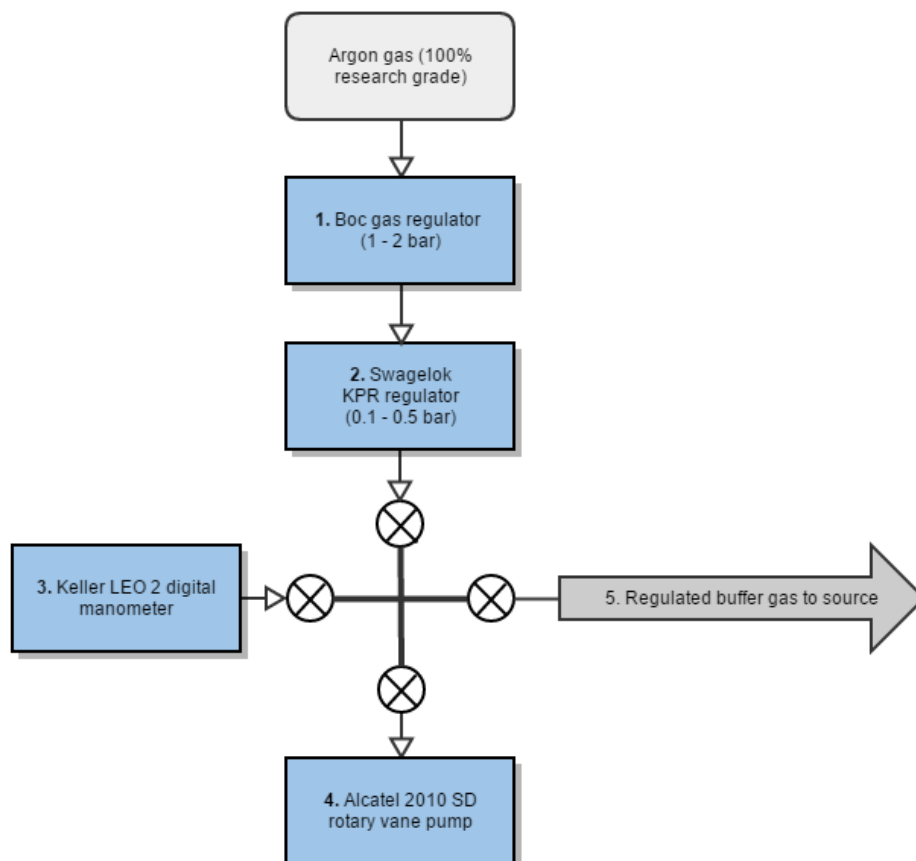 Argon gas (100%
research grade)
1. Boc gas regulator
(1 - 2 bar)
2. Swagelok
KPR regulator
(0.1 - 0.5 bar)
3. Keller LEO 2 digital
manometer
5. Regulated buffer gas to source
4. Alcatel 2010 SD
rotary vane pump